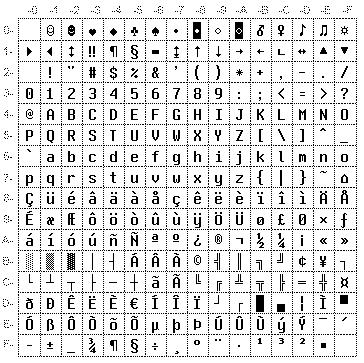 -0 -1 -2 -3 -4 -5 -6 -7 -8 -9 -A -B -C -D -E -F
0- ☺ ☻ ♥ ♦ ♣ ♠ • ◘ ○ ◙ ♂ ♀ ♪ ♫ ☼
1- ► ◄ ↕ ‼ ¶ § ▬ ↨ ↑ ↓ → ← ∟ ↔ ▲ ▼
2- ! " # $ % & ' ( ) * + , - . /
3- 0 1 2 3 4 5 6 7 8 9 : ; < = > ?
4- @ A B C D E F G H I J K L M N O
5- P Q R S T U V W X Y Z [ \ ] ^ _
6- ` a b c d e f g h i j k l m n o
7- p q r s t u v w x y z { | } ~ ⌂
8- Ç ü é â ä à å ç ê ë è ï î ì Ä Å
9- É æ Æ ô ö ò û ù ÿ Ö Ü ø £ Ø × ƒ
A- á í ó ú ñ Ñ ª º ¿ ® ¬ ½ ¼ ¡ « »
B- ░ ▒ ▓ │ ┤ Á Â À © ╣ ║ ╗ ╝ ¢ ¥ ┐
C- └ ┴ ┬ ├ ─ ┼ ã Ã ╚ ╔ ╩ ╦ ╠ ═ ╬ ¤
D- ð Ð Ê Ë È € Í Î Ï ┘ ┌ █ ▄ ¦ Ì ▀
E- Ó ß Ô Ò õ Õ µ þ Þ Ú Û Ù ý Ý ¯ ´
F- - ± ‗ ¾ ¶ § ÷ ¸ ° ¨ · ¹ ³ ² ■